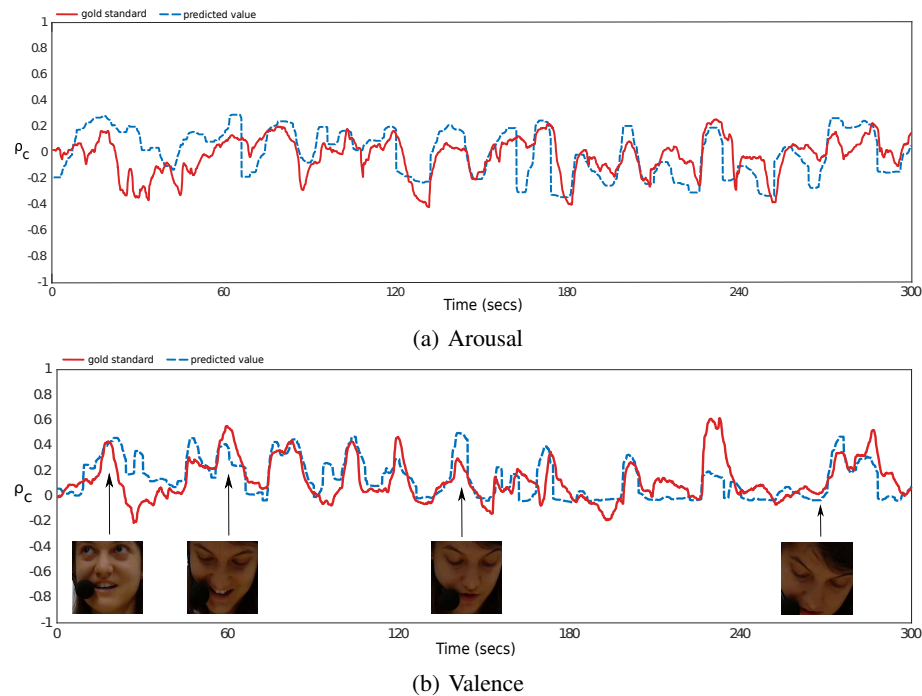 gold standard predicted value
1
0.8
0.6
0.4
0.2
0
-0.2
-0.4
-0.6
-0.8
-1
ρc
0 60 120 180 240 300
Time (secs)
(a) Arousal
gold standard predicted value
1
0.8
0.6
0.4
0.2
0
-0.2
-0.4
-0.6
-0.8
-1
ρc
0 60 120 180 240 300
Time (secs)
(b) Valence